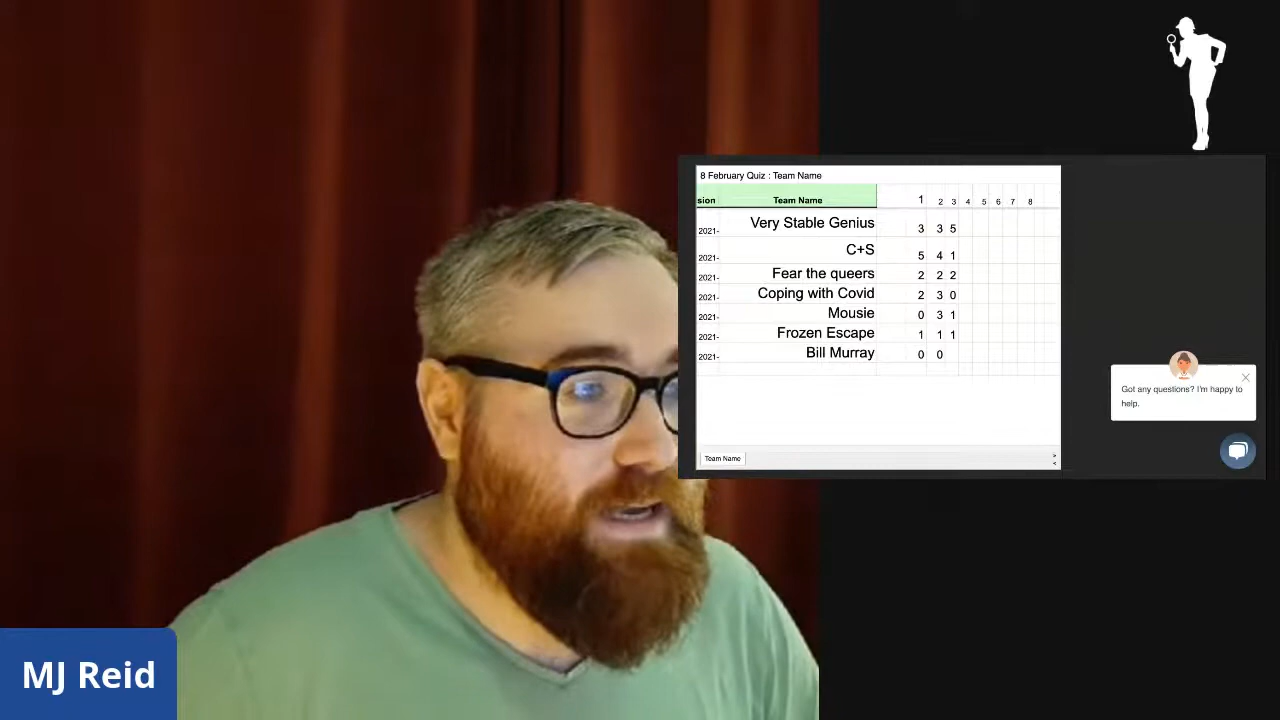 8 February Quiz : Team Name
sion Team Name 1 2 3 4 5 6 7 8
2021- Very Stable Genius 3 3 5
2021- C+S 5 4 1
2021- Fear the queers 2 2 2
2021- Coping with Covid 2 3 0
2021- Mousie 0 3 1
2021- Frozen Escape 1 1 1
2021- Bill Murray 0 0
Team Name
Got any questions? I'm happy to
help.
MJ Reid